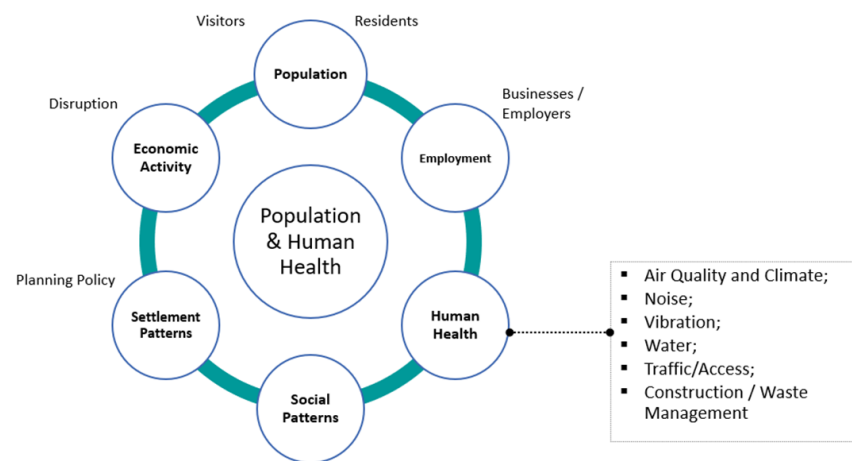 Visitors
Residents
Population
Disruption
Businesses /
Employers
Economic
Activity
Employment
Population
& Human
Health
Planning Policy
Settlement
Patterns
Human
Health
Social
Patterns
▪ Air Quality and Climate;
▪ Noise;
▪ Vibration;
▪ Water;
▪ Traffic/Access;
▪ Construction / Waste
Management